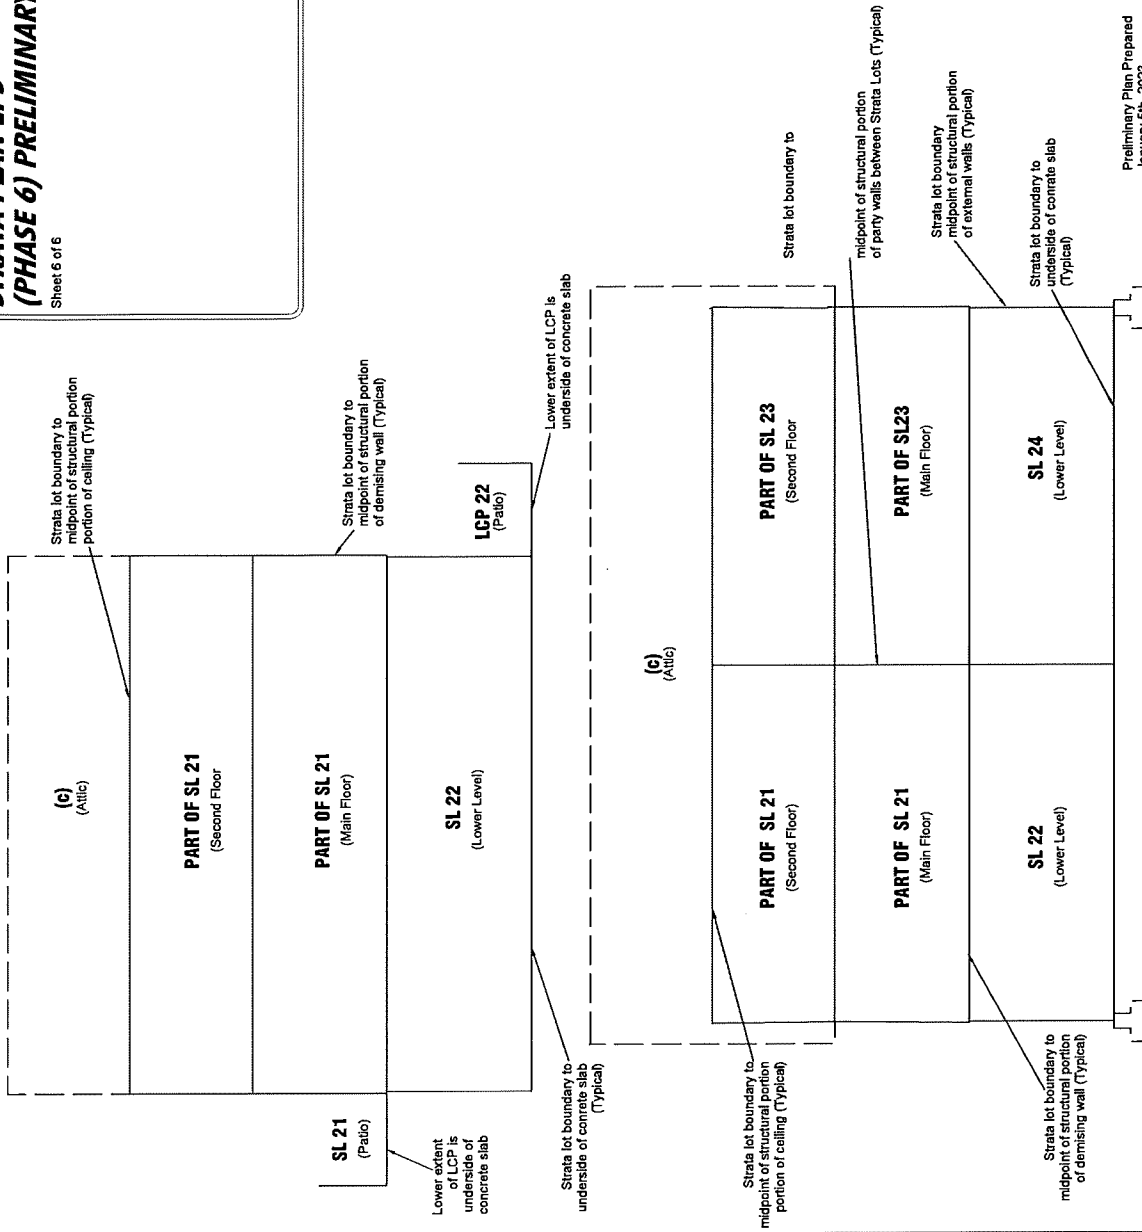 (PHASE 6) PRELIMINARY
Sheet 6 of 6
Strata lot boundary to
midpoint of structural portion
portion of ceiling (Typical)
(c)
(Attic)
PART OF SL 21
(Second Floor
Strata lot boundary to
midpoint of structural portion
of demising wall (Typical)
PART OF SL 21
(Main Floor)
SL 21
(Patio)
LCP 22
(Patio)
SL 22
(Lower Level)
Lower extent
of LCP is
underside of
concrete slab
Lower extent of LCP is
underside of concrete slab
Strata lot boundary to
underside of conrete slab
(Typical)
(c)
(Attic)
Strata lot boundary to
midpoint of structural portion
of party walls between Strata Lots (Typical)
PART OF SL 21
(Second Floor)
PART OF SL 23
(Second Floor
Strata lot boundary to
midpoint of structural portion
portion of ceiling (Typical)
PART OF SL 21
(Main Floor)
PART OF SL23
(Main Floor)
Strata lot boundary
midpoint of structural portion
of external walls (Typical)
SL 22
(Lower Level)
SL 24
(Lower Level)
Strata lot boundary to
midpoint of structural portion
of demising wall (Typical)
Strata lot boundary to
underside of conrate slab
(Typical)
Preliminary Plan Prepared